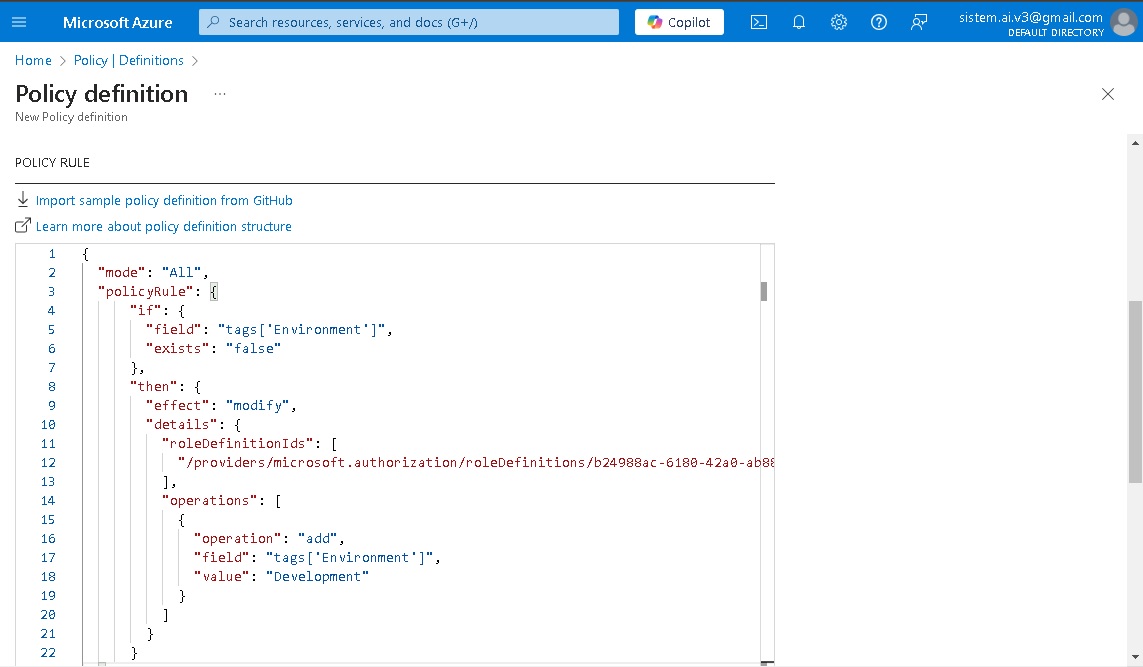 Microsoft Azure
Search resources, services, and docs (G+/)
Copilot
sistem.ai.v3@gmail.com
DEFAULT DIRECTORY
Home > Policy | Definitions >
Policy definition ...
New Policy definition
POLICY RULE
Import sample policy definition from GitHub
Learn more about policy definition structure
1 {
2 "mode": "All",
3 "policyRule": {
4 "if": {
5 "field": "tags['Environment']",
6 "exists": "false"
7 },
8 "then": {
9 "effect": "modify",
10 "details": {
11 "roleDefinitionIds": [
12 "/providers/microsoft.authorization/roleDefinitions/b24988ac-6180-42a0-ab88
13 ],
14 "operations": [
15 {
16 "operation": "add",
17 "field": "tags['Environment']",
18 "value": "Development"
19 }
20 ]
21 }
22 }